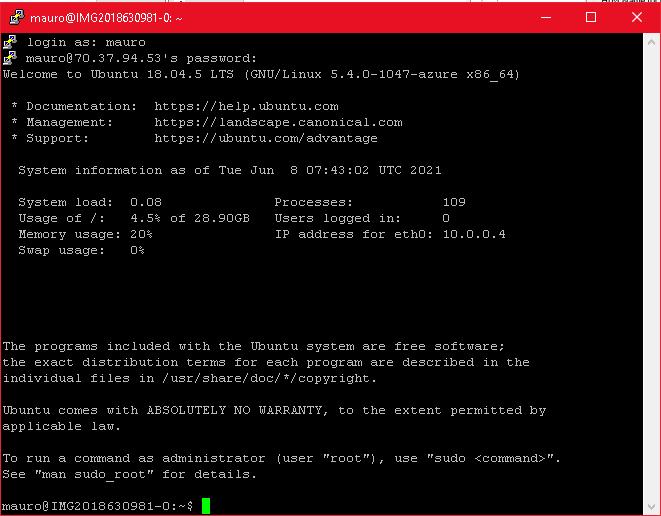 mauro@IMG2018630981-0: ~
login as: mauro
mauro@70.37.94.53's password:
Welcome to Ubuntu 18.04.5 LTS (GNU/Linux 5.4.0-1047-azure x86_64)
* Documentation:  https://help.ubuntu.com
* Management:     https://landscape.canonical.com
* Support:        https://ubuntu.com/advantage
System information as of Tue Jun  8 07:43:02 UTC 2021
System load:  0.08              Processes:           109
Usage of /:   4.5% of 28.90GB   Users logged in:     0
Memory usage: 20%               IP address for eth0: 10.0.0.4
Swap usage:   0%
The programs included with the Ubuntu system are free software;
the exact distribution terms for each program are described in the
individual files in /usr/share/doc/*/copyright.
Ubuntu comes with ABSOLUTELY NO WARRANTY, to the extent permitted by
applicable law.
To run a command as administrator (user "root"), use "sudo <command>".
See "man sudo_root" for details.
mauro@IMG2018630981-0:~$